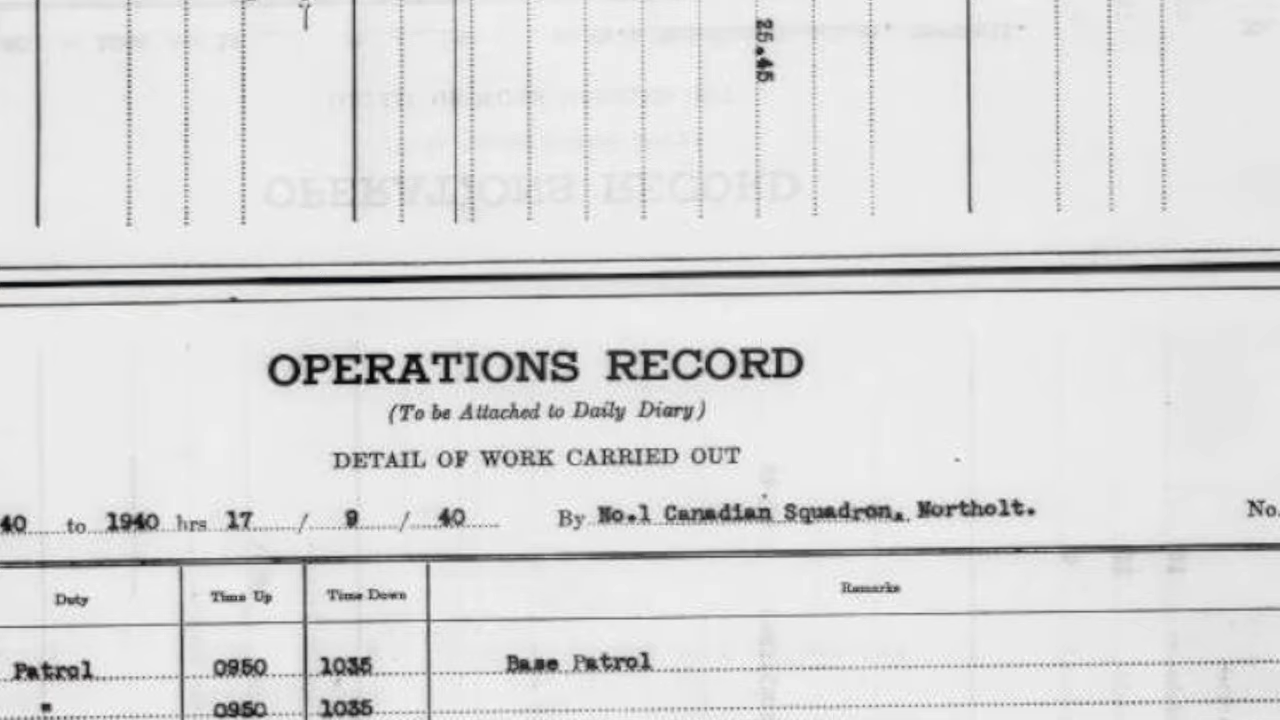 25.45
OPERATIONS RECORD
(To be Attached to Daily Diary)
DETAIL OF WORK CARRIED OUT
40 to 1940 hrs 17 / 9 / 40 By No.1 Canadian Squadron, Northolt. No.
Duty Time Up Time Down Remarks
Patrol 0950 1035 Base Patrol
" 0950 1035